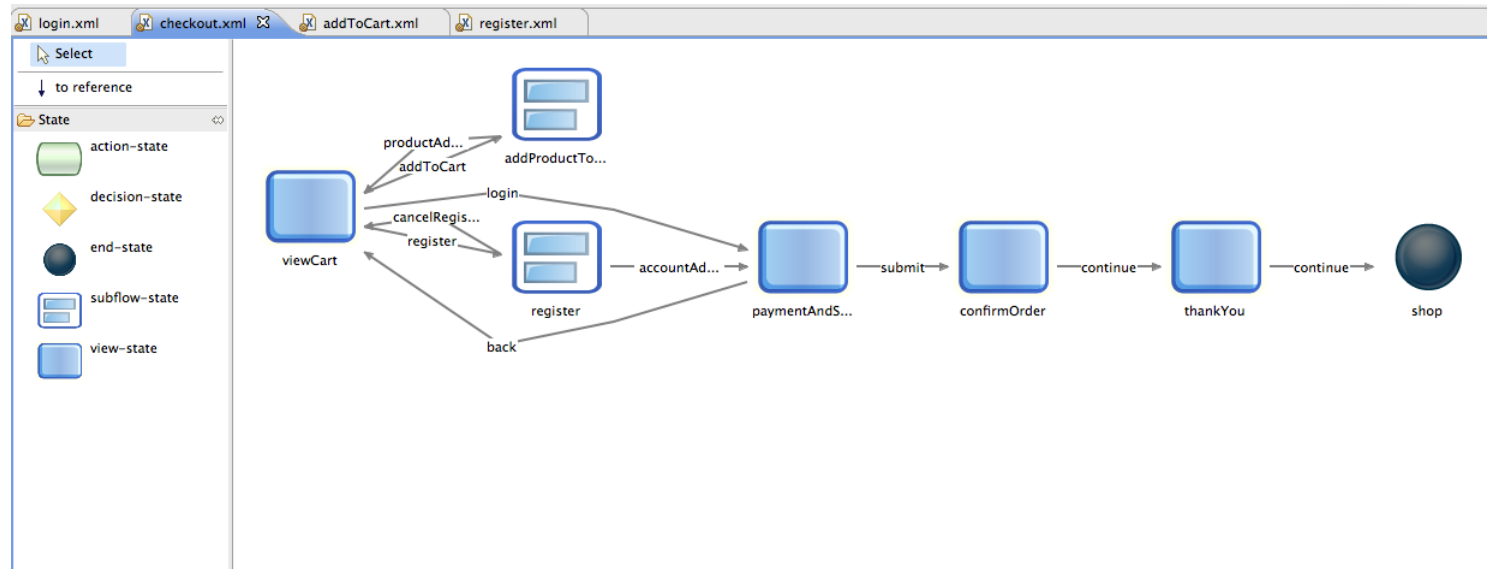 login.xml
checkout.xml
addToCart.xml
register.xml
Select
to reference
State
action-state
decision-state
end-state
subflow-state
view-state
productAd...
addToCart
addProductTo...
login
cancelRegis...
register
viewCart
accountAd...
submit
continue
continue
register
paymentAndS...
confirmOrder
thankYou
shop
back